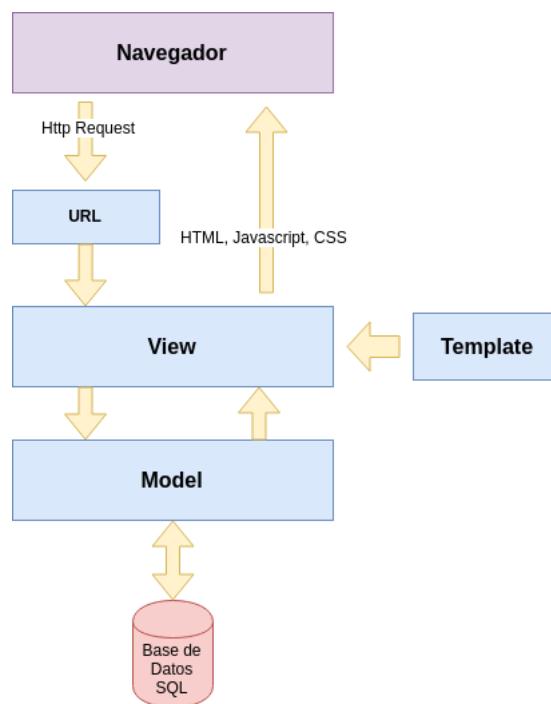 Navegador
Http Request
URL
HTML, Javascript, CSS
View
Template
Model
Base de
Datos
SQL